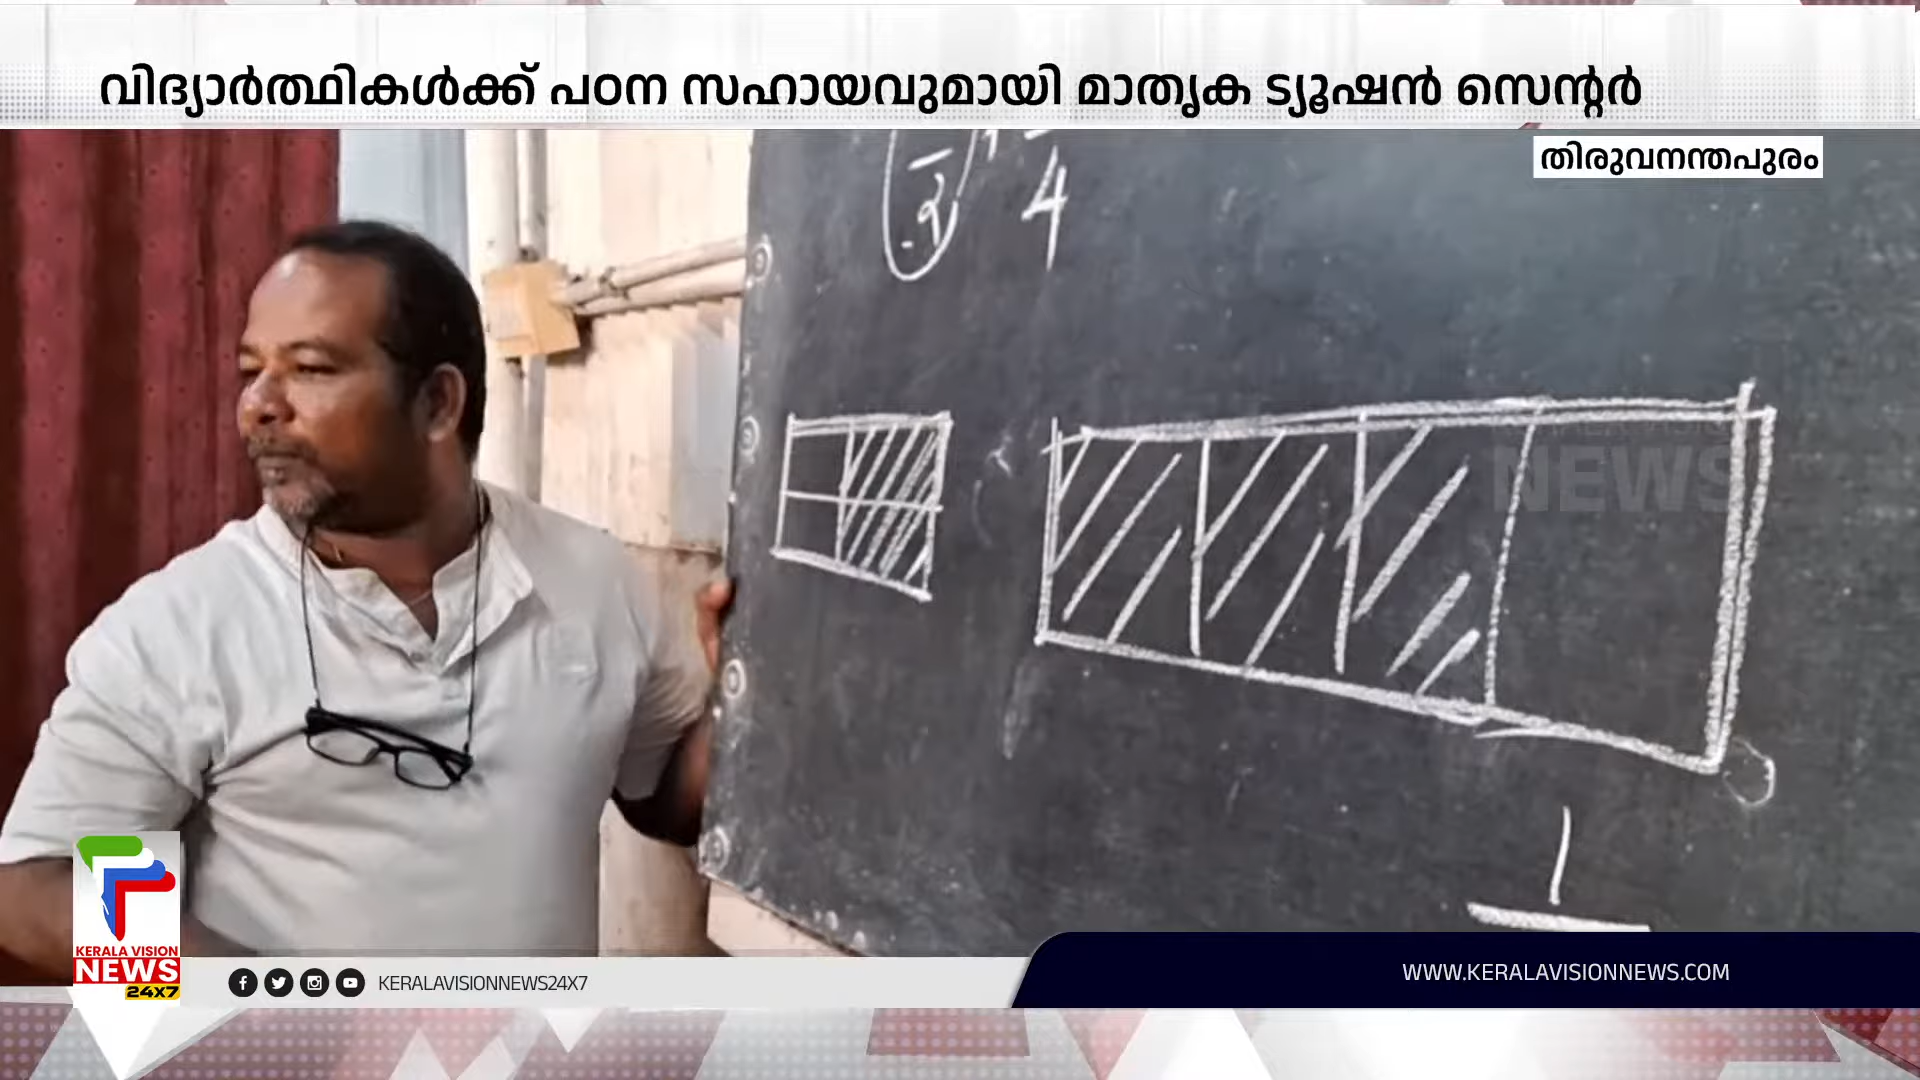 വിദ്യാർത്ഥികൾക്ക് പഠന സഹായവുമായി മാതൃക ട്യൂഷൻ സെന്റർ
തിരുവനന്തപുരം
2
4
NEWS
1
KERALA VISION
NEWS
24X7
KERALAVISIONNEWS24X7
WWW.KERALAVISIONNEWS.COM